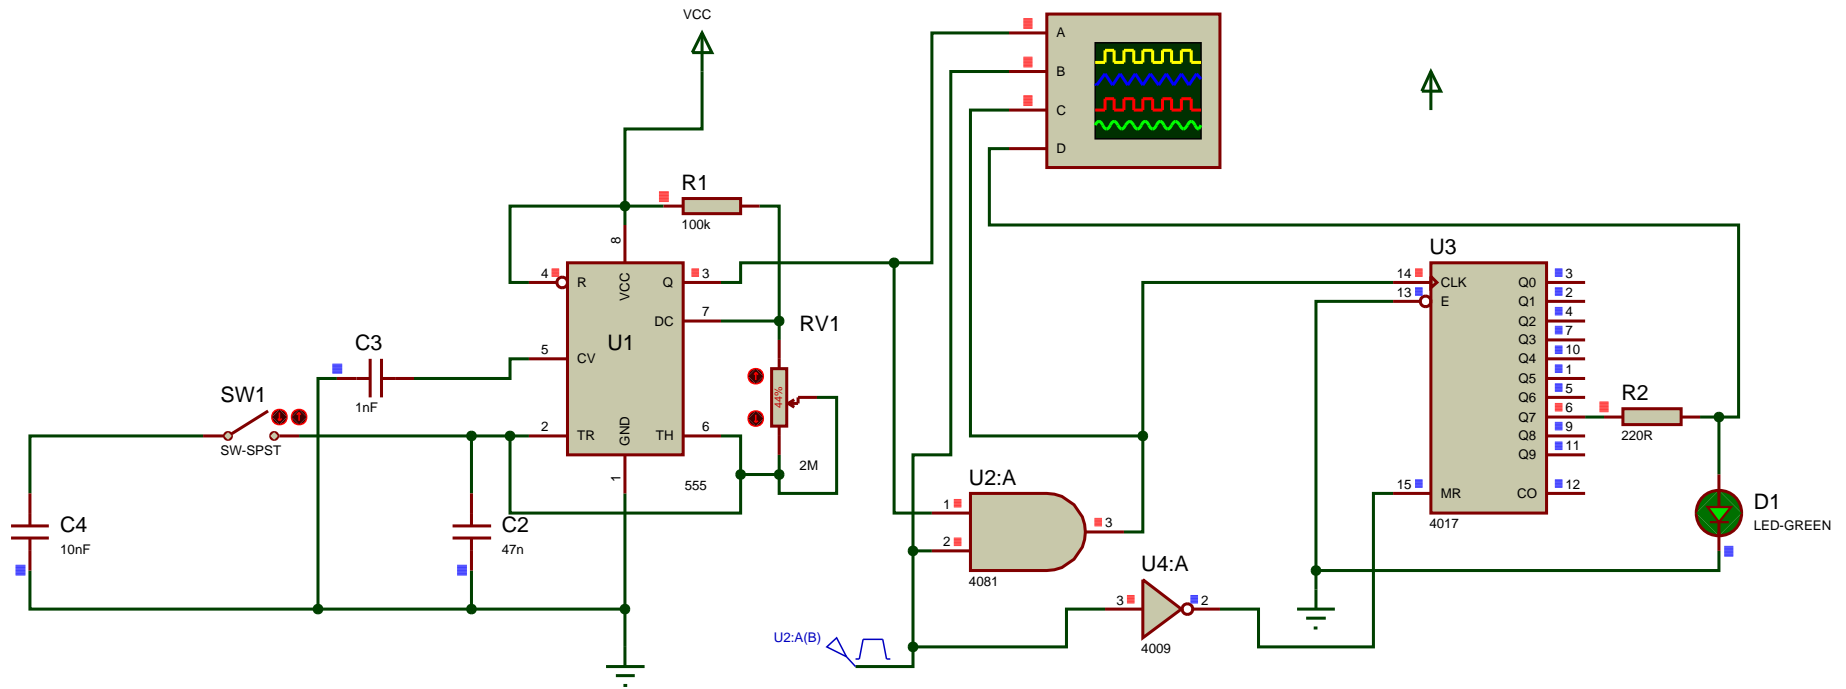 VCC
A
B
C
D
R1
100k
8
4
R
VCC
Q
3
DC
7
U1
5
CV
2
TR
GND
TH
6
1
555
RV1
44%
2M
C3
1nF
SW1
SW-SPST
C4
10nF
C2
47n
U2:A
1
2
3
4081
U4:A
3
2
4009
U2:A(B)
U3
14
CLK
13
E
15
MR
Q0
3
Q1
2
Q2
4
Q3
7
Q4
10
Q5
1
Q6
5
Q7
6
Q8
9
Q9
11
CO
12
4017
R2
220R
D1
LED-GREEN